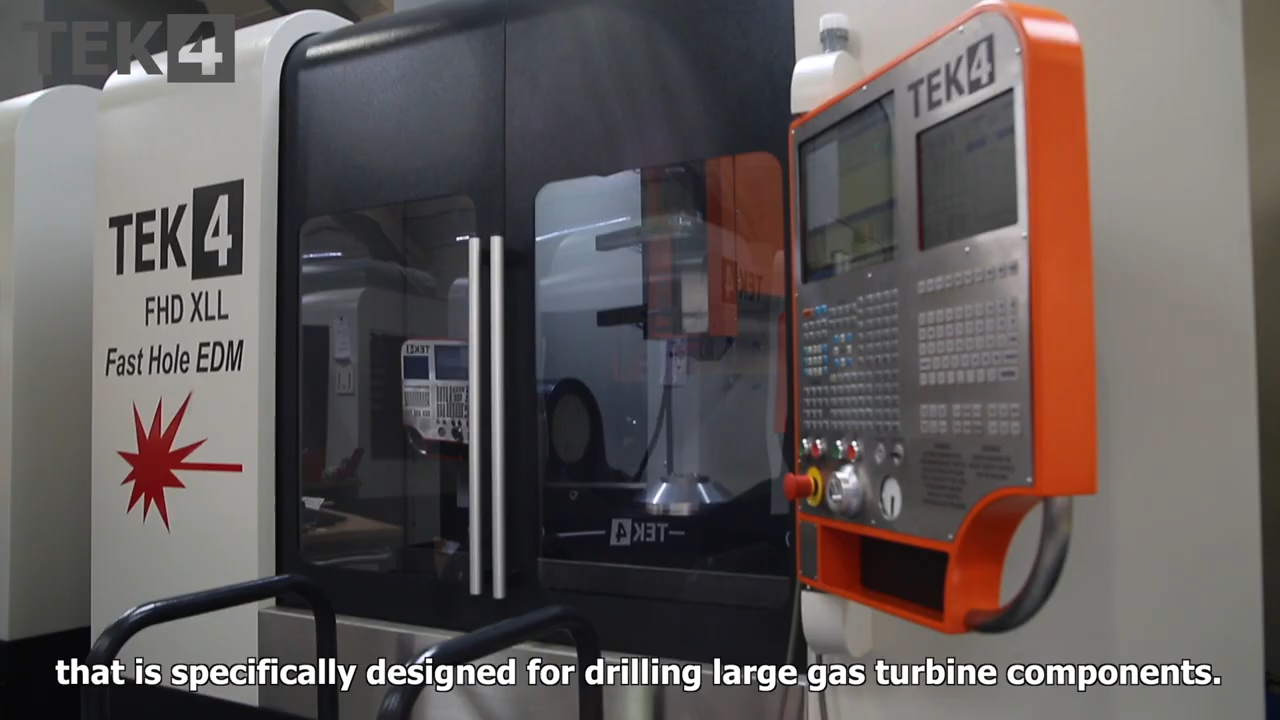 TEK4
TEK4
TEK4
FHD XLL
Fast Hole EDM
TEK4
TEK4
TEK4
that is specifically designed for drilling large gas turbine components.